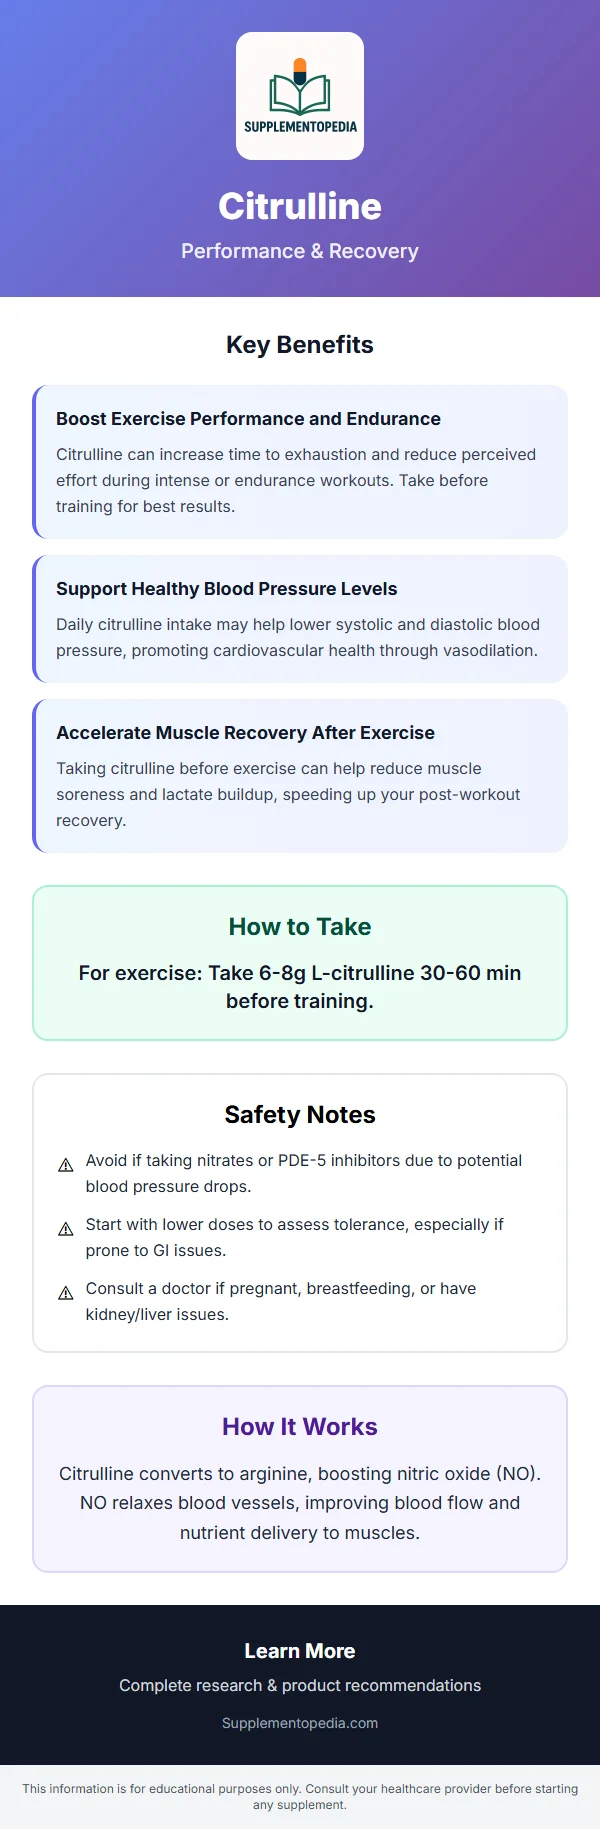 SUPPLEMENTOPEDIA
Citrulline
Performance & Recovery
Key Benefits
Boost Exercise Performance and Endurance
Citrulline can increase time to exhaustion and reduce perceived
effort during intense or endurance workouts. Take before
training for best results.
Support Healthy Blood Pressure Levels
Daily citrulline intake may help lower systolic and diastolic blood
pressure, promoting cardiovascular health through vasodilation.
Accelerate Muscle Recovery After Exercise
Taking citrulline before exercise can help reduce muscle
soreness and lactate buildup, speeding up your post-workout
recovery.
How to Take
For exercise: Take 6-8g L-citrulline 30-60 min
before training.
Safety Notes
⚠ Avoid if taking nitrates or PDE-5 inhibitors due to potential
blood pressure drops.
⚠ Start with lower doses to assess tolerance, especially if
prone to GI issues.
⚠ Consult a doctor if pregnant, breastfeeding, or have
kidney/liver issues.
How It Works
Citrulline converts to arginine, boosting nitric oxide (NO).
NO relaxes blood vessels, improving blood flow and
nutrient delivery to muscles.
Learn More
Complete research & product recommendations
Supplementopedia.com
This information is for educational purposes only. Consult your healthcare provider before starting
any supplement.